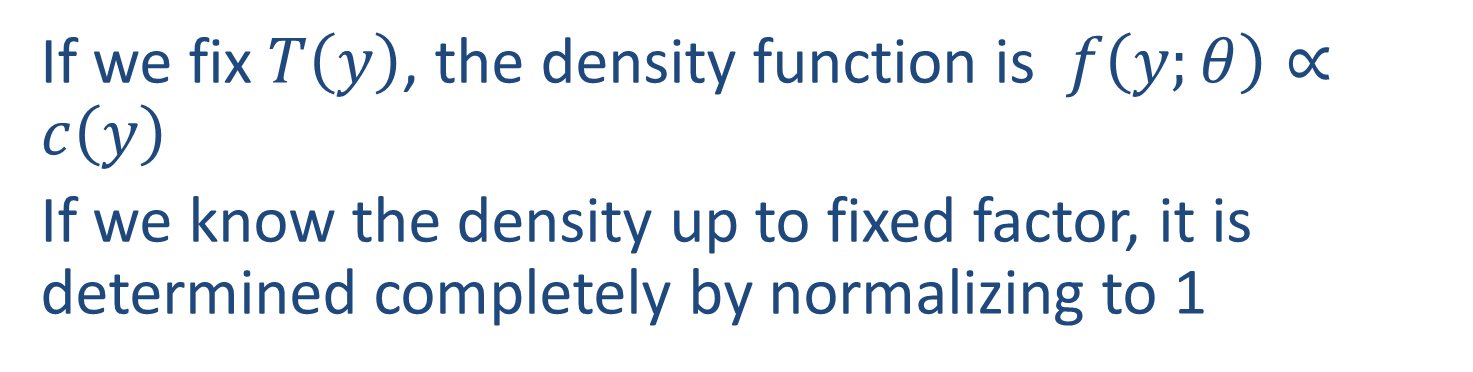 If we fix T(y), the density function is f(y; θ) ∝
c(y)
If we know the density up to fixed factor, it is
determined completely by normalizing to 1